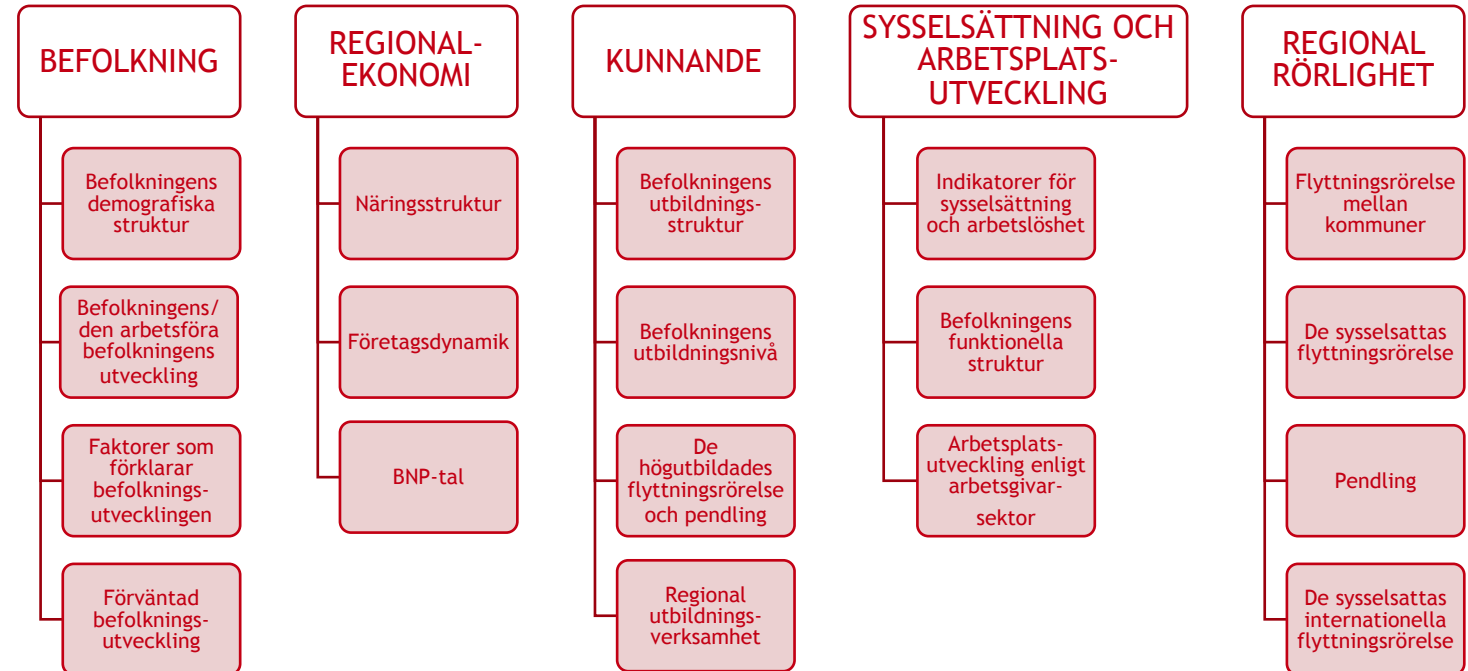 BEFOLKNING
Befolkningens
demografiska
struktur
Befolkningens/
den arbetsföra
befolkningens
utveckling
Faktorer som
förklarar
befolknings-
utvecklingen
Förväntad
befolknings-
utveckling
REGIONAL-
EKONOMI
Näringsstruktur
Företagsdynamik
BNP-tal
KUNNANDE
Befolkningens
utbildnings-
struktur
Befolkningens
utbildningsnivå
De
högutbildades
flyttningsrörelse
och pendling
Regional
utbildnings-
verksamhet
SYSSELSÄTTNING OCH
ARBETSPLATS-
UTVECKLING
Indikatorer för
sysselsättning
och arbetslöshet
Befolkningens
funktionella
struktur
Arbetsplats-
utveckling enligt
arbetsgivar-
sektor
REGIONAL
RÖRLIGHET
Flyttningsrörelse
mellan
kommuner
De sysselsattas
flyttningsrörelse
Pendling
De sysselsattas
internationella
flyttningsrörelse